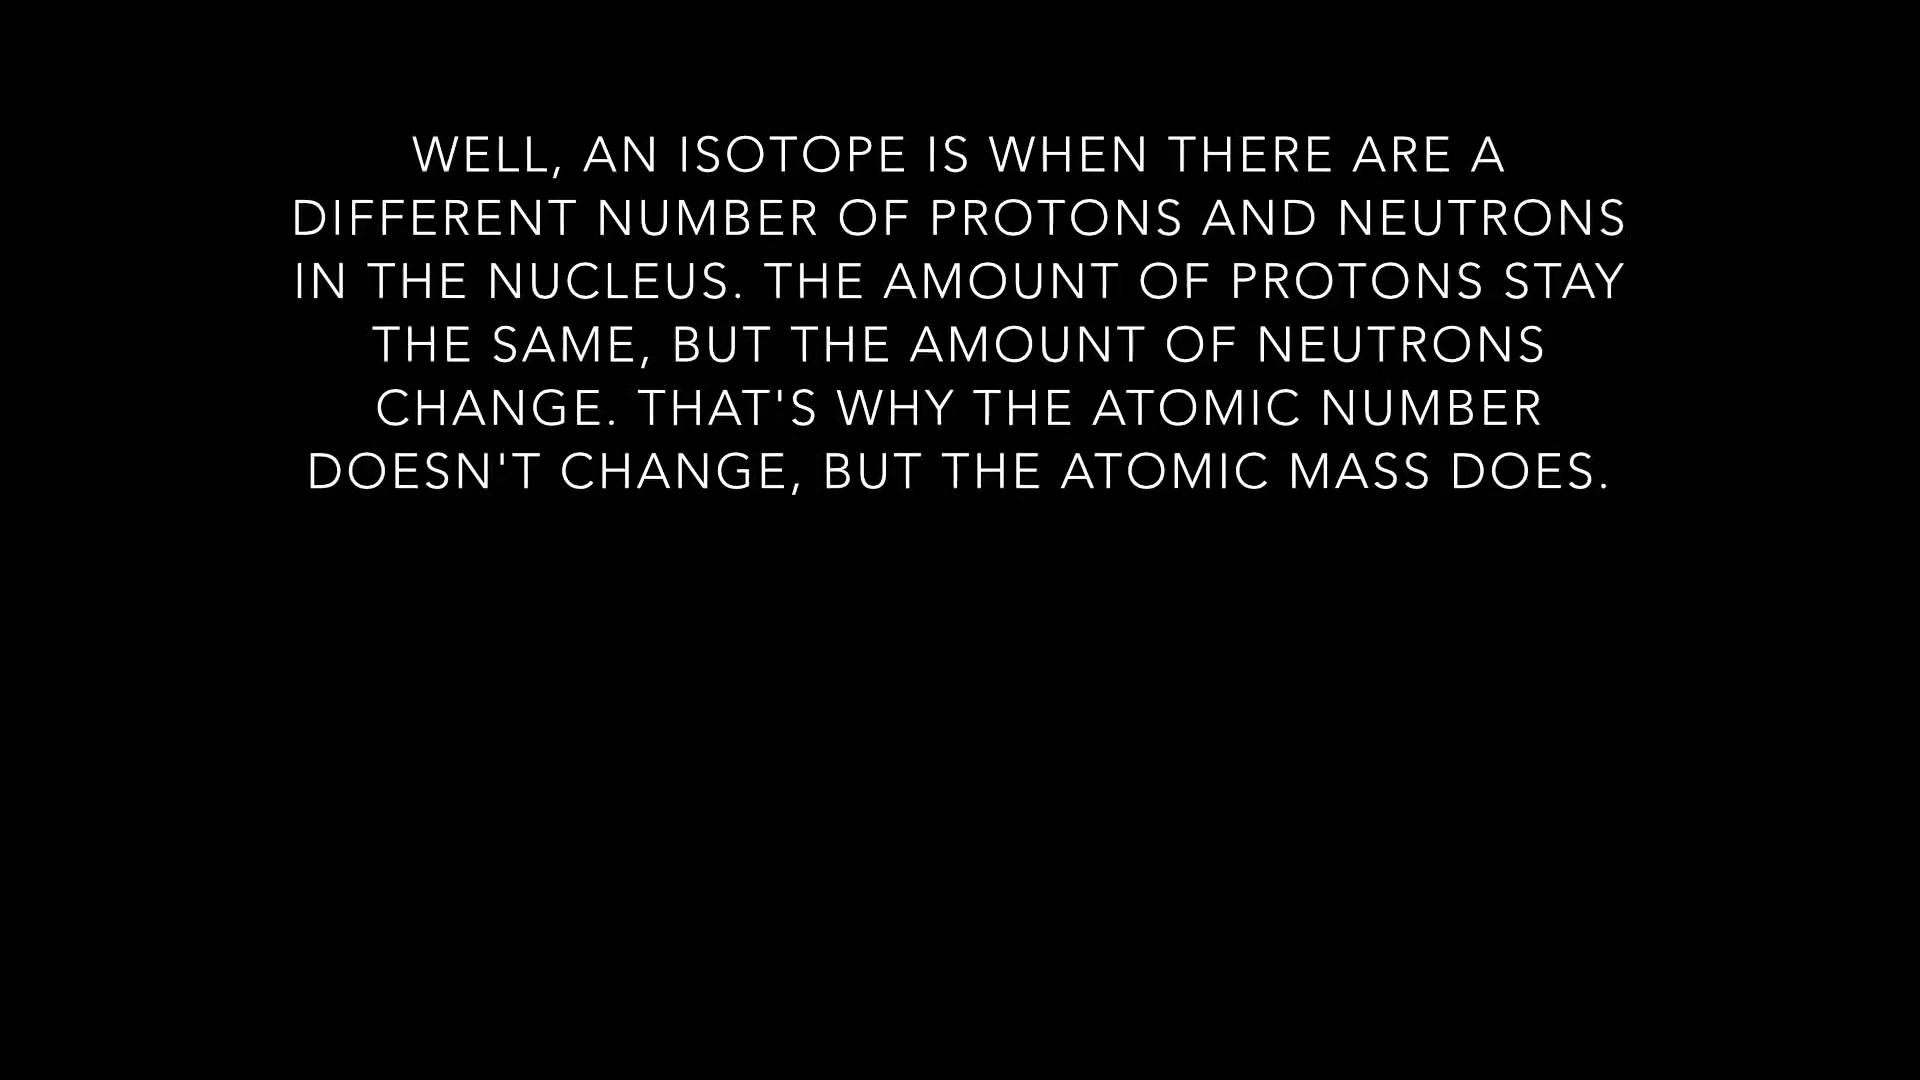 WELL, AN ISOTOPE IS WHEN THERE ARE A
DIFFERENT NUMBER OF PROTONS AND NEUTRONS
IN THE NUCLEUS. THE AMOUNT OF PROTONS STAY
THE SAME, BUT THE AMOUNT OF NEUTRONS
CHANGE. THAT'S WHY THE ATOMIC NUMBER
DOESN'T CHANGE, BUT THE ATOMIC MASS DOES.